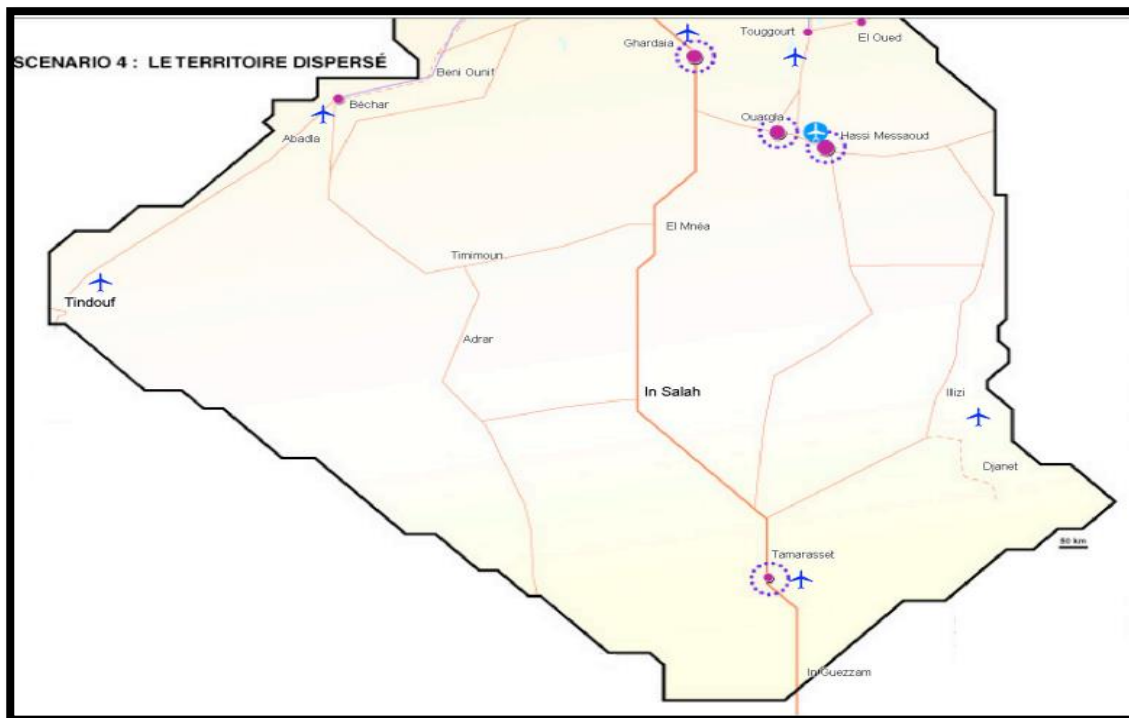 Touggourt
El Oued
Ghardaia
SCENARIO 4 : LE TERRITOIRE DISPERSÉ
Beni Ounif
Béchar
Ouargla
Hassi Messaoud
Abadla
El Mnéa
Timimoun
Tindouf
Adrar
In Salah
Illizi
Djanet
50 km
Tamarasset
In Guezzam